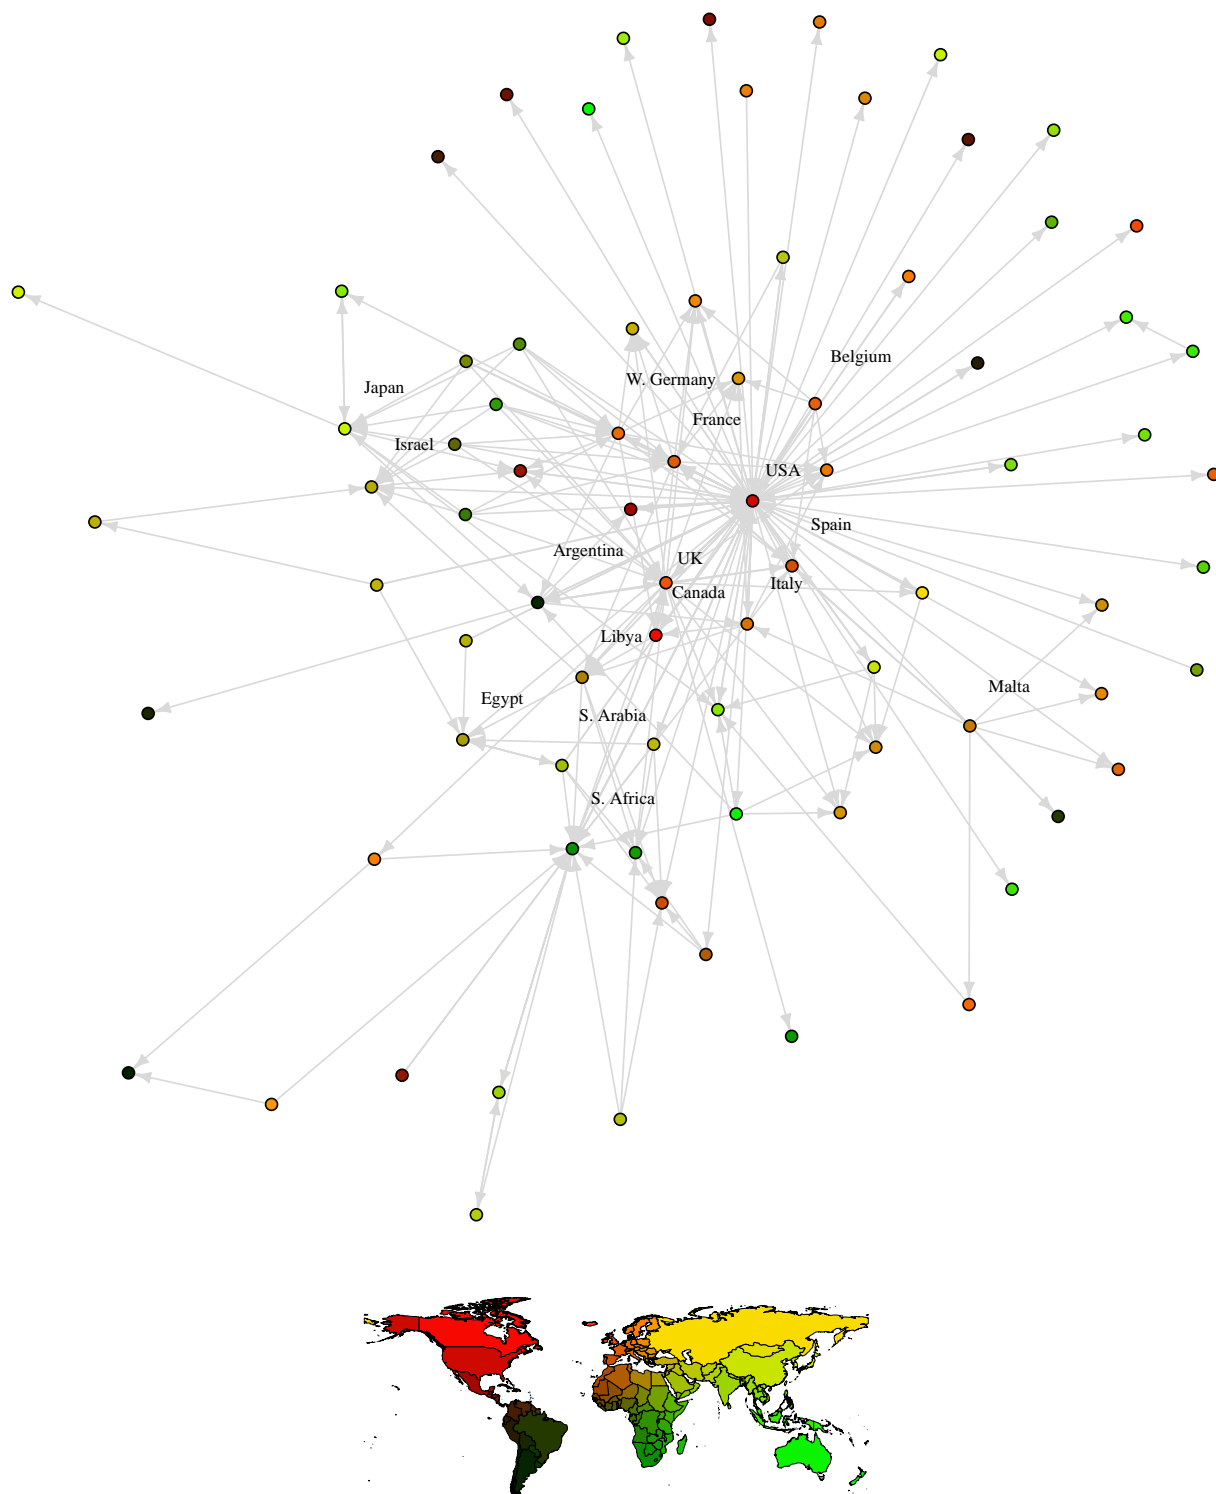 Belgium
W. Germany
Japan
France
Israel
USA
Spain
Argentina
UK
Italy
Canada
Libya
Malta
Egypt
S. Arabia
S. Africa